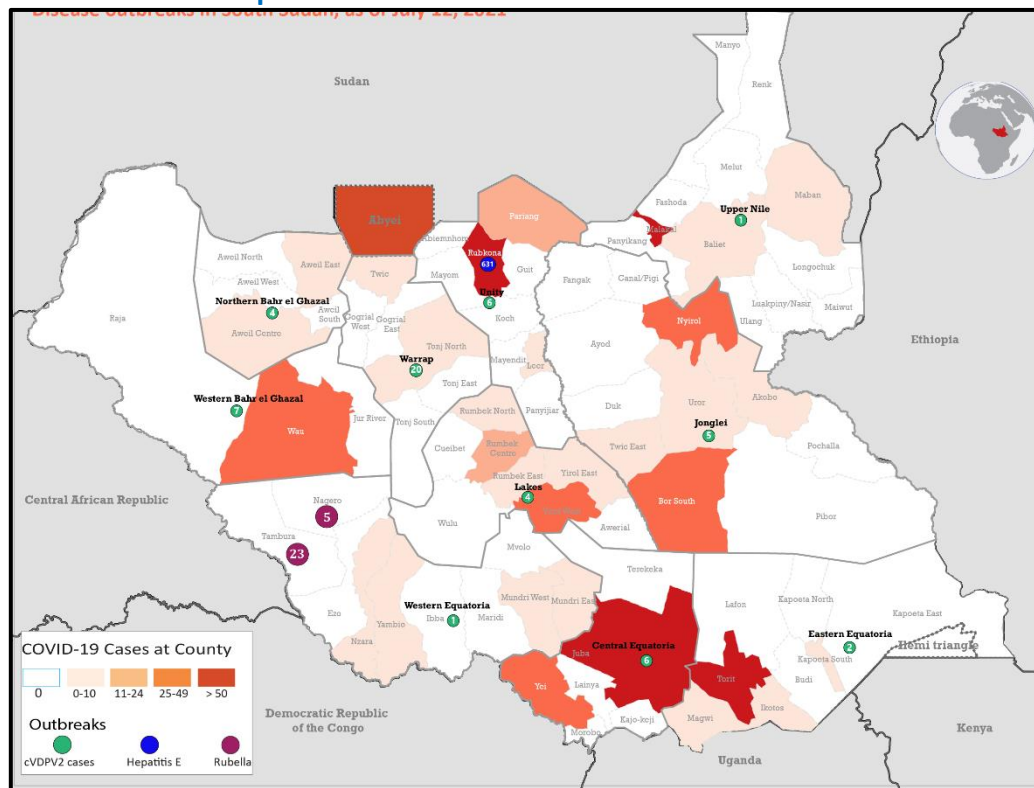 Disease outbreaks in South Sudan, as of July 12, 2021
Manyo
Renk
Sudan
Melut
Maban
Fashoda
Upper Nile
1
Abyei
Pariang
Malakal
Abiemnhom
Panyikang
Baliet
Rubkona
631
Aweil North
Aweil East
Twic
Mayom
Guit
Longochuk
Aweil West
Unity
6
Fangak
Canal/Pigi
Northern Bahr el Ghazal
4
Aweil South
Gogrial West
Gogrial East
Koch
Luakpiny/Nasir
Maiwut
Raja
Nyirol
Ulang
Aweil Centre
Tonj North
Ethiopia
Warrap
20
Mayendit
Leer
Ayod
Tonj East
Western Bahr el Ghazal
7
Panyijiar
Uror
Akobo
Duk
Rumbek North
Jur River
Tonj South
Jonglei
5
Wau
Cueibet
Rumbek Centre
Twic East
Pochalla
Rumbek East
Yirol East
Lakes
4
Central African Republic
Nagero
5
Bor South
Pibor
Wulu
Awerial
Tambura
23
Mvolo
Terekeka
Lafon
Kapoeta North
Ezo
Western Equatoria
Ibba
1
Maridi
Mundri West
Mundri East
Kapoeta East
Yambio
Central Equatoria
6
Eastern Equatoria
2
Nzara
Juba
Ilemi triangle
Kapoeta South
Budi
Torit
Yei
Lainya
Ikotos
Magwi
Kajo-keji
Morobo
Democratic Republic
of the Congo
Kenya
Uganda
COVID-19 Cases at County
0
0-10
11-24
25-49
> 50
Outbreaks
cVDPV2 cases
Hepatitis E
Rubella